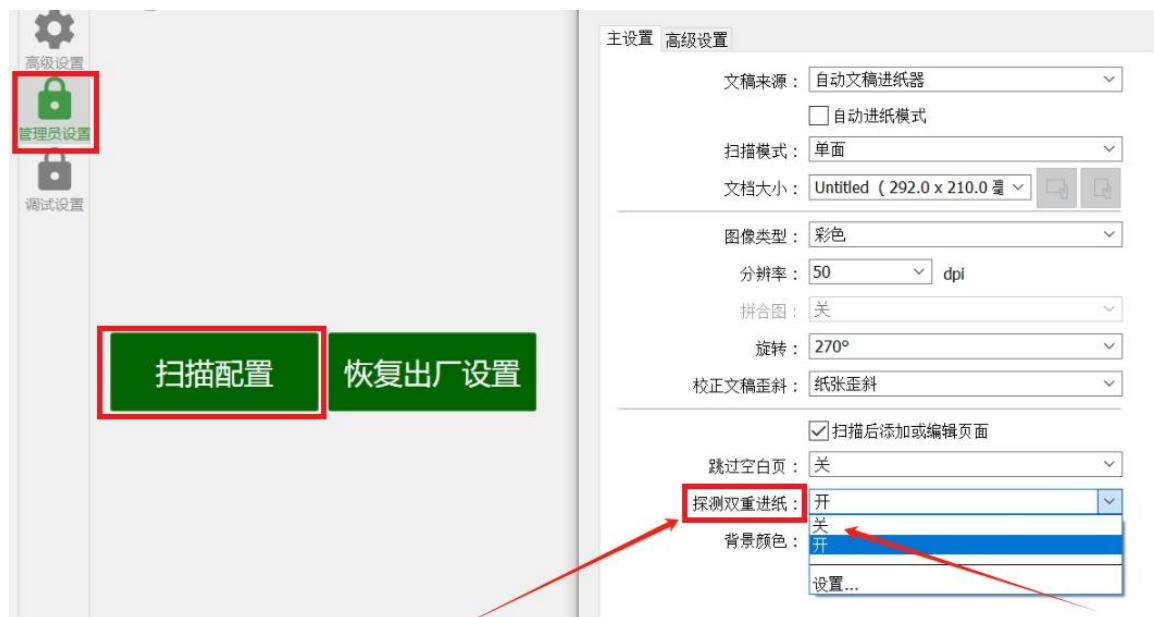 高级设置
管理员设置
调试设置
扫描配置
恢复出厂设置
主设置 高级设置
文稿来源： 自动文稿进纸器
自动进纸模式
扫描模式： 单面
文档大小： Untitled （ 292.0 x 210.0 毫
图像类型： 彩色
分辨率： 50 dpi
拼合图： 关
旋转： 270°
校正文稿歪斜： 纸张歪斜
扫描后添加或编辑页面
跳过空白页： 关
探测双重进纸： 开
关
背景颜色： 开
设置...